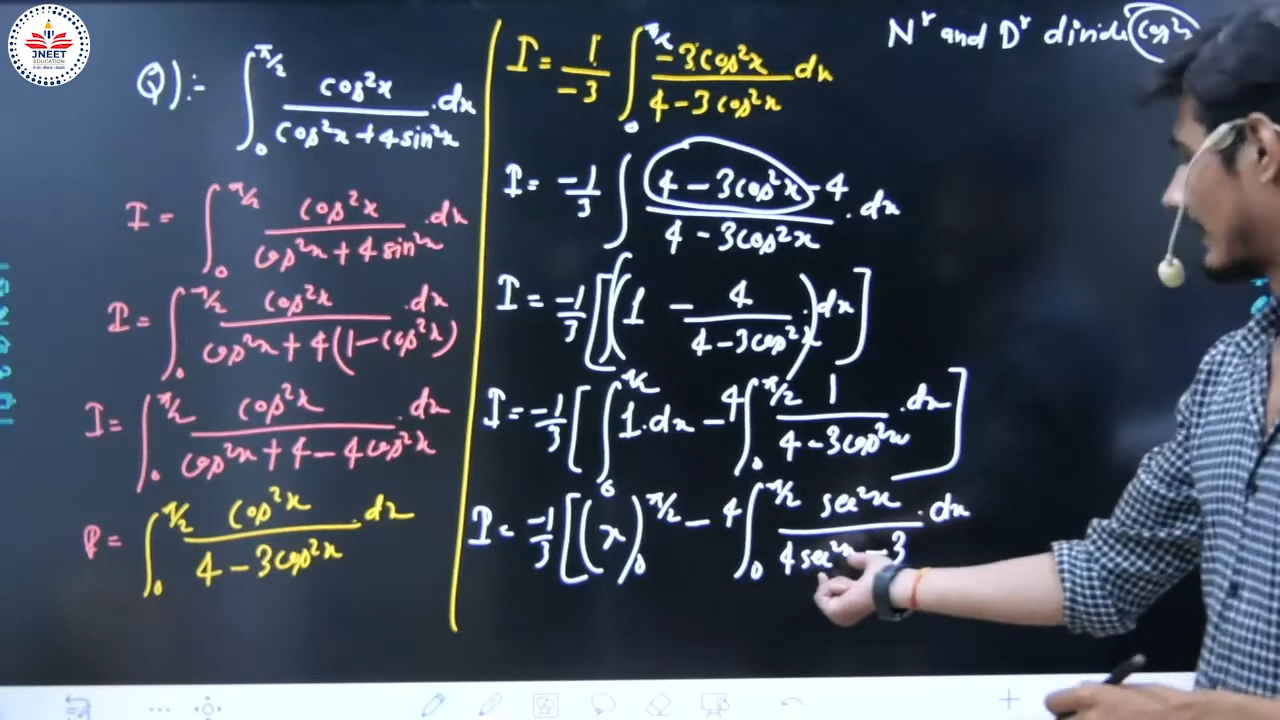 JNEET
EDUCATION
Q):- ∫₀^(π/2) cos²x / (cos²x + 4sin²x) .dx
I = ∫₀^(π/2) cos²x / (cos²x + 4sin²x) .dx
I = ∫₀^(π/2) cos²x / (cos²x + 4(1-cos²x)) .dx
I = ∫₀^(π/2) cos²x / (cos²x + 4 - 4cos²x) .dx
I = ∫₀^(π/2) cos²x / (4 - 3cos²x) .dx
I = 1/-3 ∫₀^(π/2) -3cos²x / (4 - 3cos²x) dx
I = -1/3 ∫ (4 - 3cos²x - 4) / (4 - 3cos²x) .dx
I = -1/3 [∫(1 - 4 / (4 - 3cos²x)) dx]
I = -1/3 [∫₀^(π/2) 1.dx - 4 ∫₀^(π/2) 1 / (4 - 3cos²x) .dx]
I = -1/3 [(x)₀^(π/2) - 4 ∫₀^(π/2) sec²x / (4sec²x - 3) .dx
Nʳ and Dʳ divide cos²